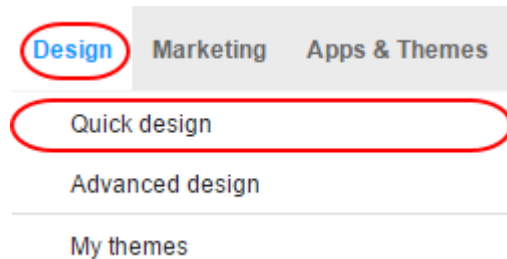 Design Marketing Apps & Themes
Quick design
Advanced design
My themes